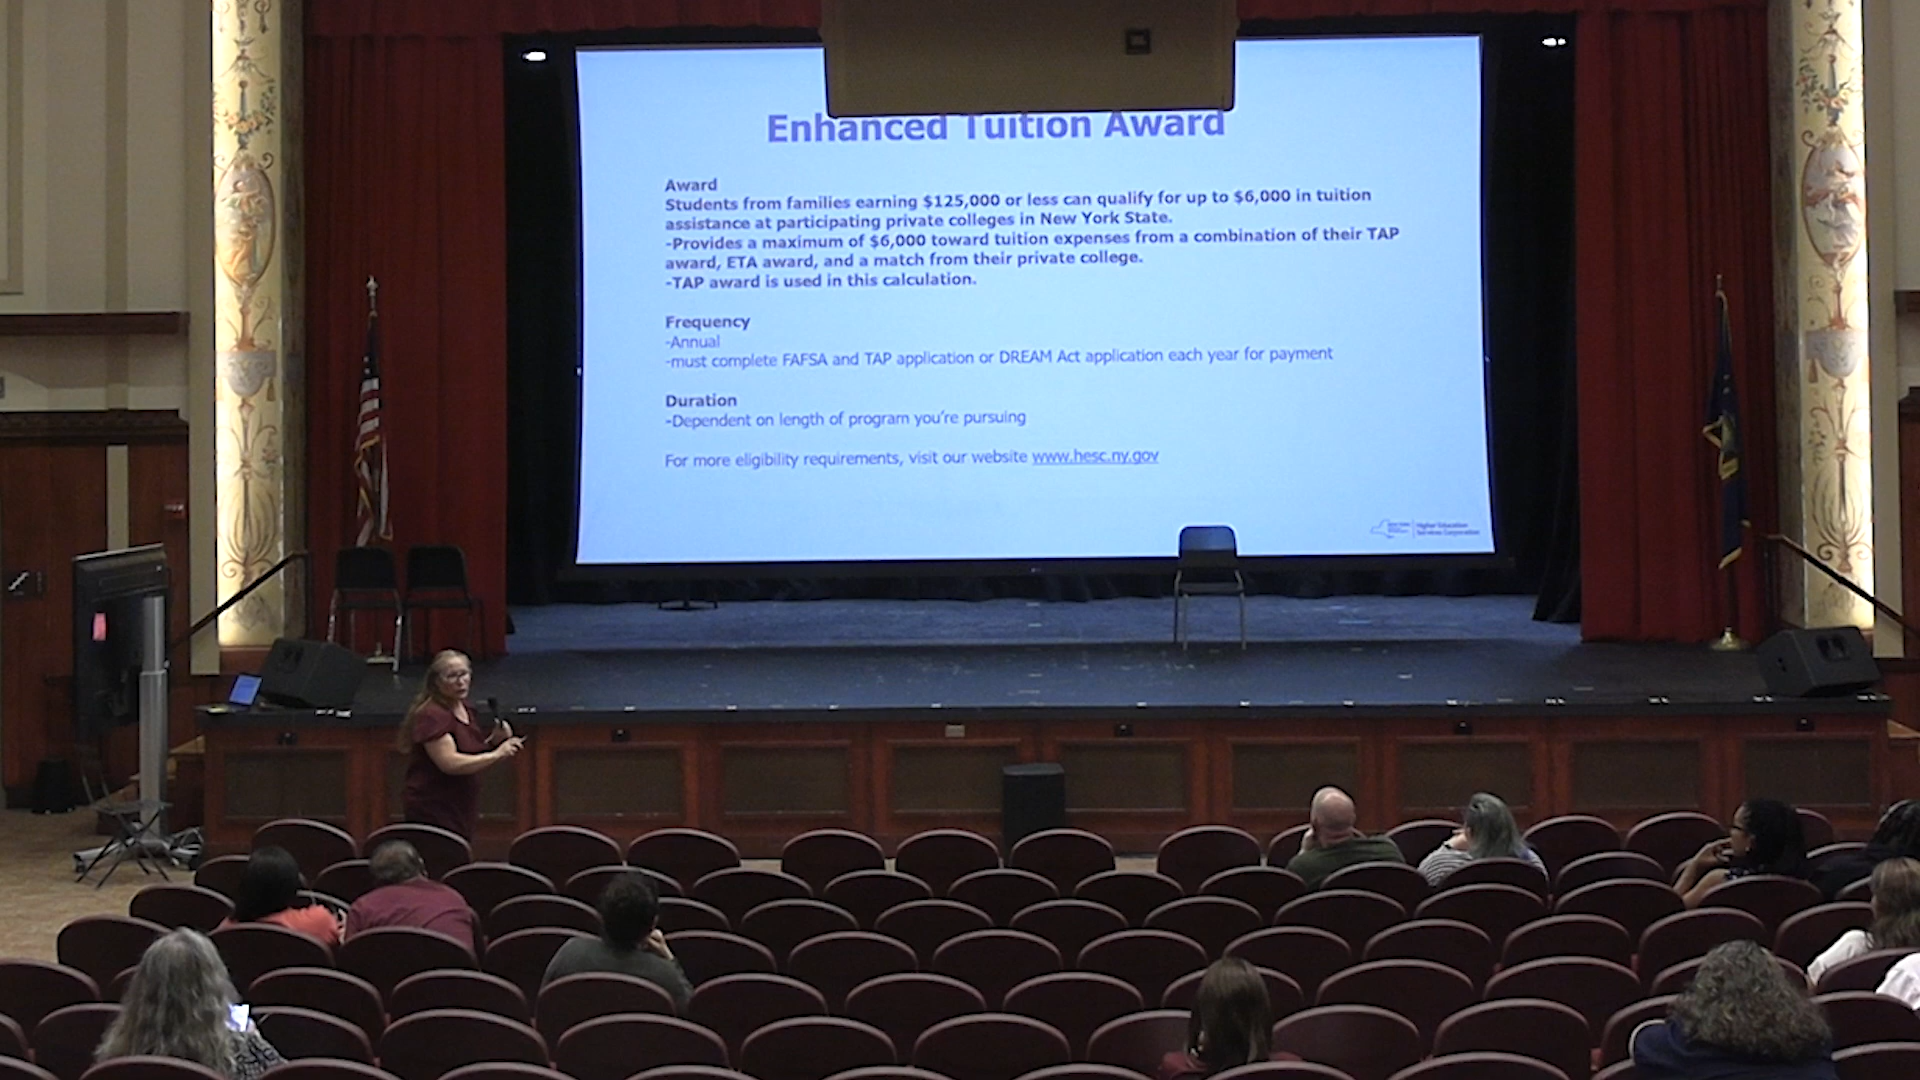 Enhanced Tuition Award
Award
Students from families earning $125,000 or less can qualify for up to $6,000 in tuition
assistance at participating private colleges in New York State.
-Provides a maximum of $6,000 toward tuition expenses from a combination of their TAP
award, ETA award, and a match from their private college.
-TAP award is used in this calculation.
Frequency
-Annual
-must complete FAFSA and TAP application or DREAM Act application each year for payment
Duration
-Dependent on length of program you're pursuing
For more eligibility requirements, visit our website www.hesc.ny.gov
Higher Education
Services Corporation